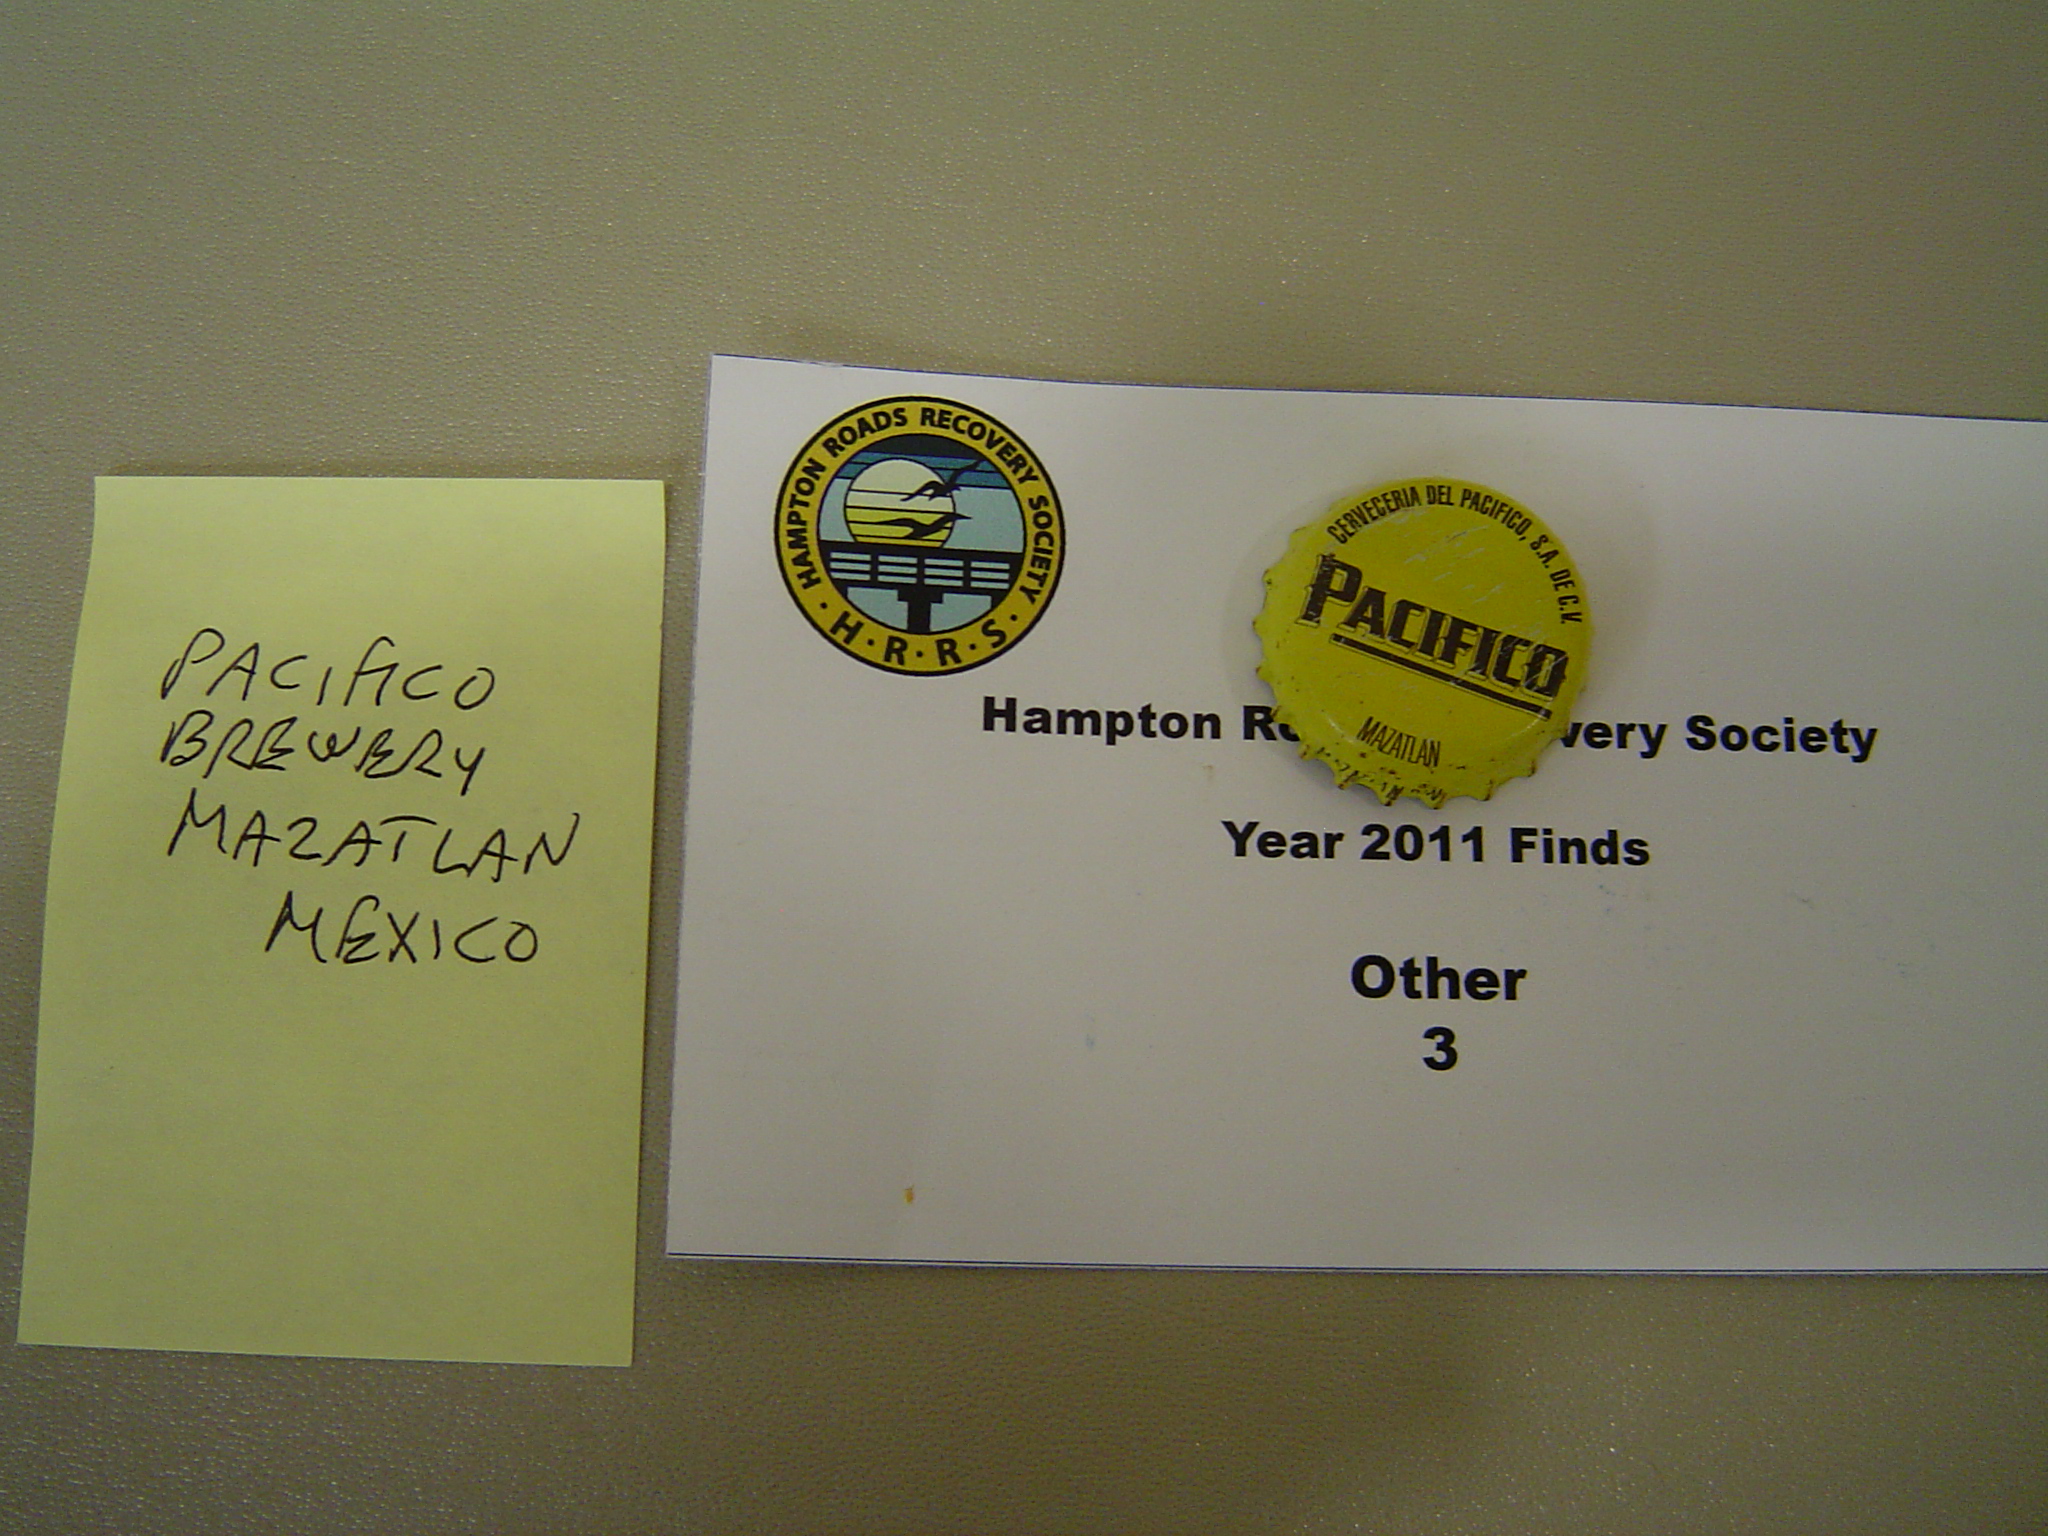 PACIFICO
BREWERY
MAZATLAN
MEXICO
HAMPTON ROADS RECOVERY SOCIETY
· H · R · R · S ·
CERVECERIA DEL PACIFICO, S.A. DE C.V.
PACIFICO
MAZATLAN
Hampton Ro very Society
Year 2011 Finds
Other
3